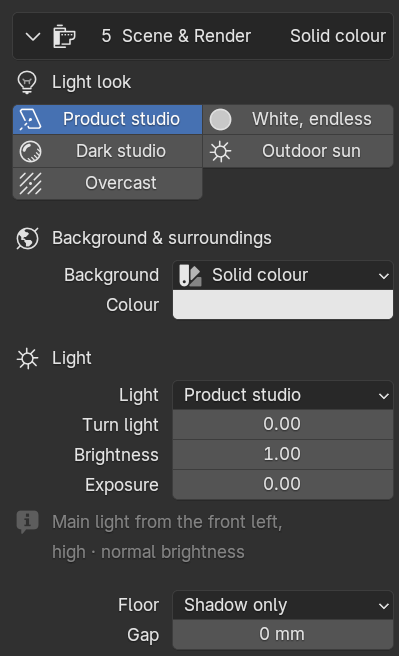 5 Scene & Render Solid colour
Light look
Product studio White, endless
Dark studio Outdoor sun
Overcast
Background & surroundings
Background Solid colour
Colour
Light
Light Product studio
Turn light 0.00
Brightness 1.00
Exposure 0.00
Main light from the front left,
high · normal brightness
Floor Shadow only
Gap 0 mm